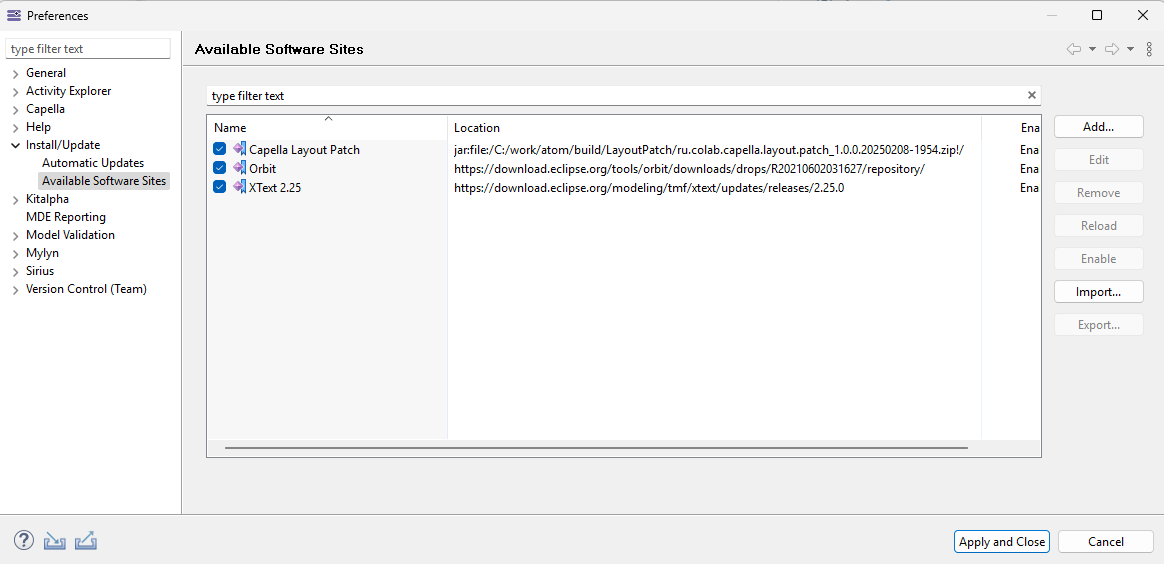 Preferences
type filter text
General
Activity Explorer
Capella
Help
Install/Update
Automatic Updates
Available Software Sites
Kitalpha
MDE Reporting
Model Validation
Mylyn
Sirius
Version Control (Team)
Available Software Sites
type filter text
Name Location Ena
Capella Layout Patch jar:file:/C:/work/atom/build/LayoutPatch/ru.colab.capella.layout.patch_1.0.0.20250208-1954.zip!/ Ena
Orbit https://download.eclipse.org/tools/orbit/downloads/drops/R20210602031627/repository/ Ena
XText 2.25 https://download.eclipse.org/modeling/tmf/xtext/updates/releases/2.25.0 Ena
Add...
Edit
Remove
Reload
Enable
Import...
Export...
Apply and Close Cancel